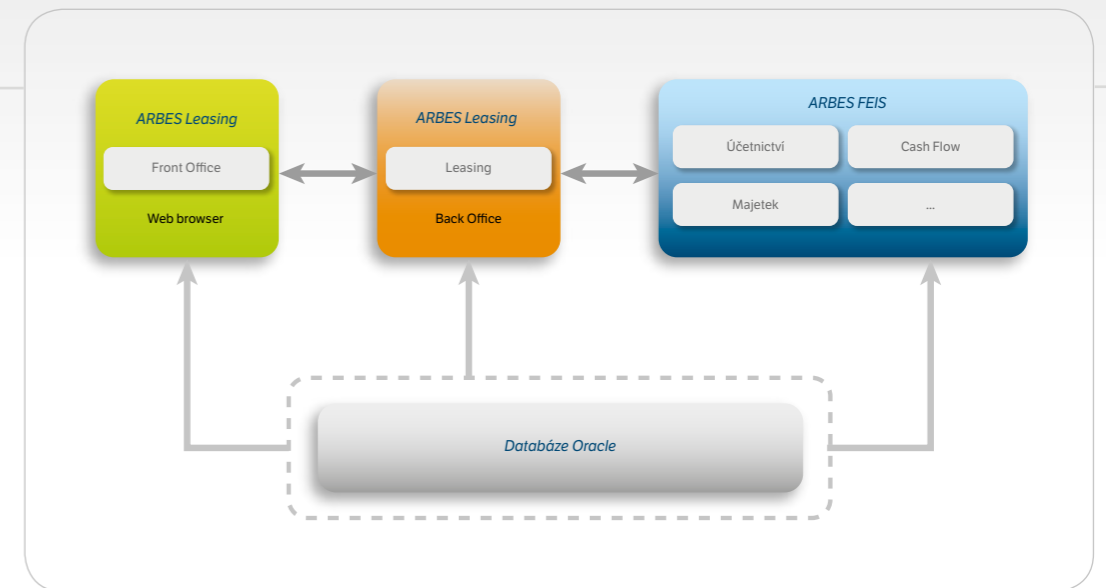 ARBES Leasing
Front Office
Web browser
ARBES Leasing
Leasing
Back Office
ARBES FEIS
Účetnictví
Cash Flow
Majetek
...
Databáze Oracle